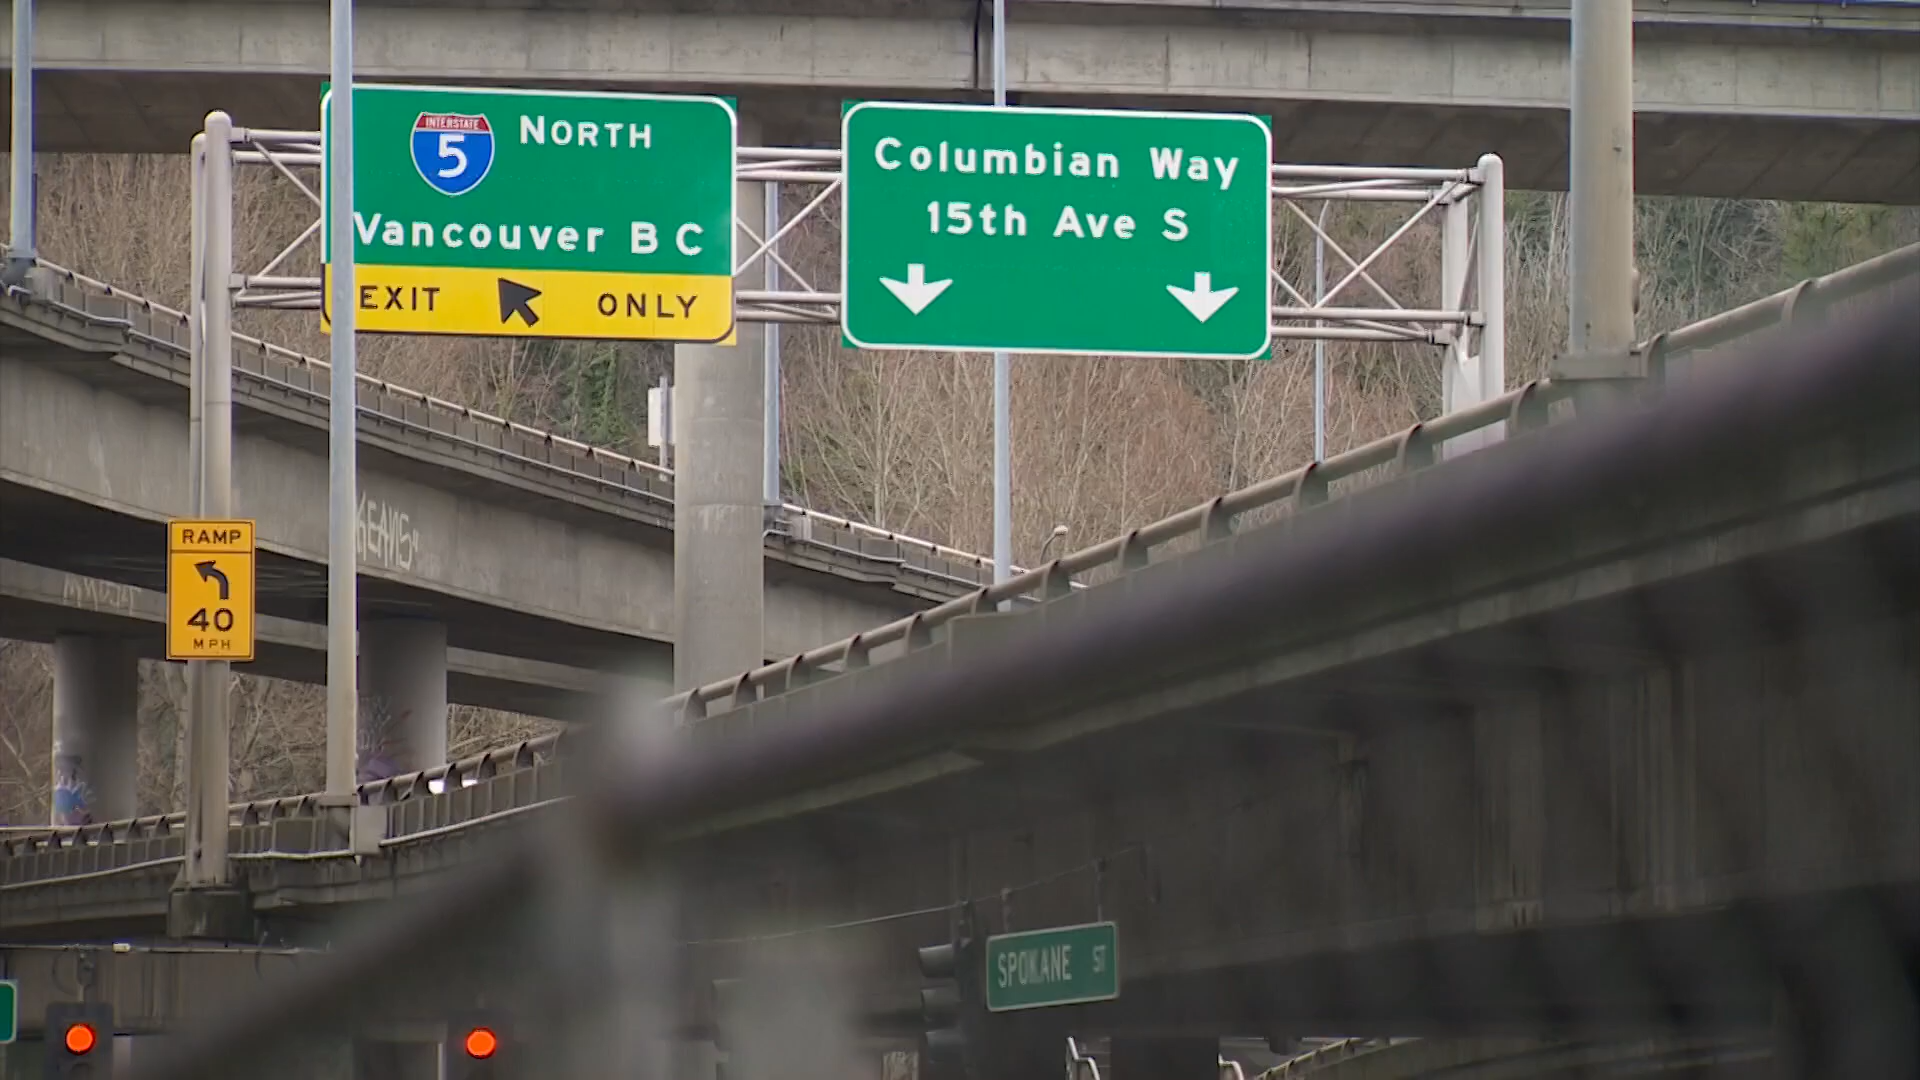 INTERSTATE
5
NORTH
Vancouver B C
EXIT ONLY
Columbian Way
15th Ave S
RAMP
40
MPH
SPOKANE ST